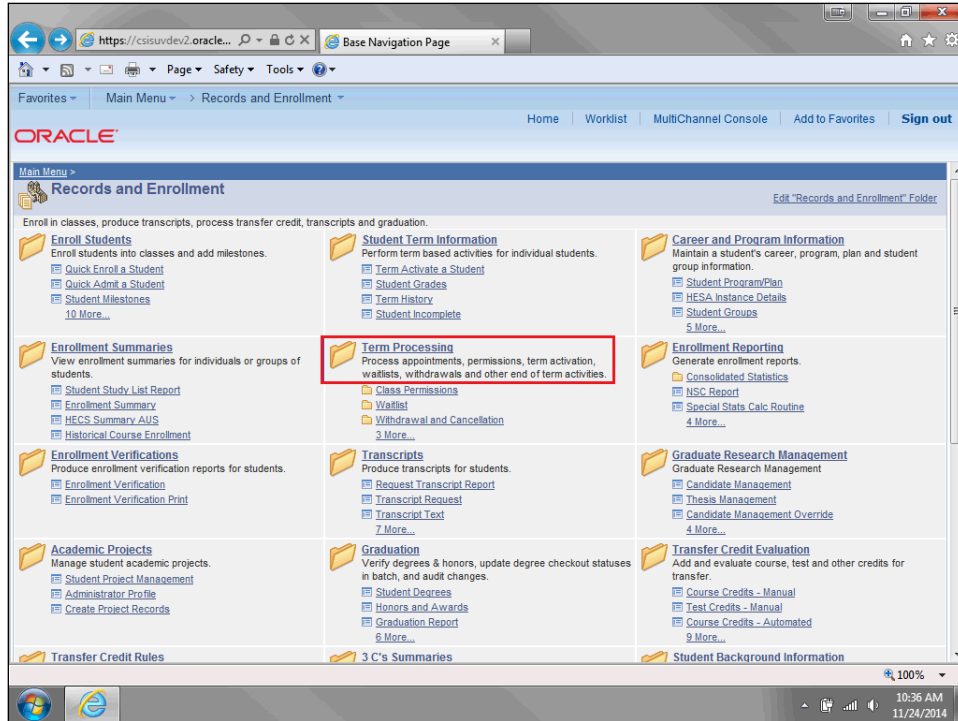 https://csisuvdev2.oracle...
Base Navigation Page
Page Safety Tools
Favorites Main Menu > Records and Enrollment
Home | Worklist | MultiChannel Console | Add to Favorites | Sign out
ORACLE
Main Menu >
Records and Enrollment
Edit "Records and Enrollment" Folder
Enroll in classes, produce transcripts, process transfer credit, transcripts and graduation.
Enroll Students
Enroll students into classes and add milestones.
Quick Enroll a Student
Quick Admit a Student
Student Milestones
10 More...
Student Term Information
Perform term based activities for individual students.
Term Activate a Student
Student Grades
Term History
Student Incomplete
Career and Program Information
Maintain a student's career, program, plan and student
group information.
Student Program/Plan
HESA Instance Details
Student Groups
5 More...
Enrollment Summaries
View enrollment summaries for individuals or groups of
students.
Student Study List Report
Enrollment Summary
HECS Summary AUS
Historical Course Enrollment
Term Processing
Process appointments, permissions, term activation,
waitlists, withdrawals and other end of term activities.
Class Permissions
Waitlist
Withdrawal and Cancellation
3 More...
Enrollment Reporting
Generate enrollment reports.
Consolidated Statistics
NSC Report
Special Stats Calc Routine
4 More...
Enrollment Verifications
Produce enrollment verification reports for students.
Enrollment Verification
Enrollment Verification Print
Transcripts
Produce transcripts for students.
Request Transcript Report
Transcript Request
Transcript Text
7 More...
Graduate Research Management
Graduate Research Management
Candidate Management
Thesis Management
Candidate Management Override
4 More...
Academic Projects
Manage student academic projects.
Student Project Management
Administrator Profile
Create Project Records
Graduation
Verify degrees & honors, update degree checkout statuses
in batch, and audit changes.
Student Degrees
Honors and Awards
Graduation Report
6 More...
Transfer Credit Evaluation
Add and evaluate course, test and other credits for
transfer.
Course Credits - Manual
Test Credits - Manual
Course Credits - Automated
9 More...
Transfer Credit Rules
3 C's Summaries
Student Background Information
100%
10:36 AM
11/24/2014